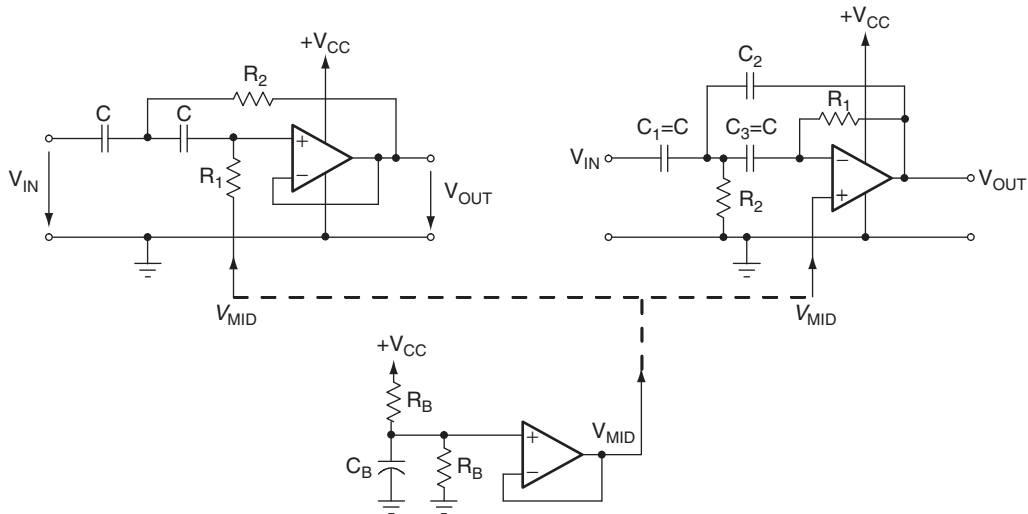 +VCC
R2
C
C
+
−
R1
VIN
VOUT
VMID
+VCC
C2
R1
C1=C
C3=C
VIN
−
+
R2
VOUT
VMID
+VCC
RB
+
−
VMID
CB
RB